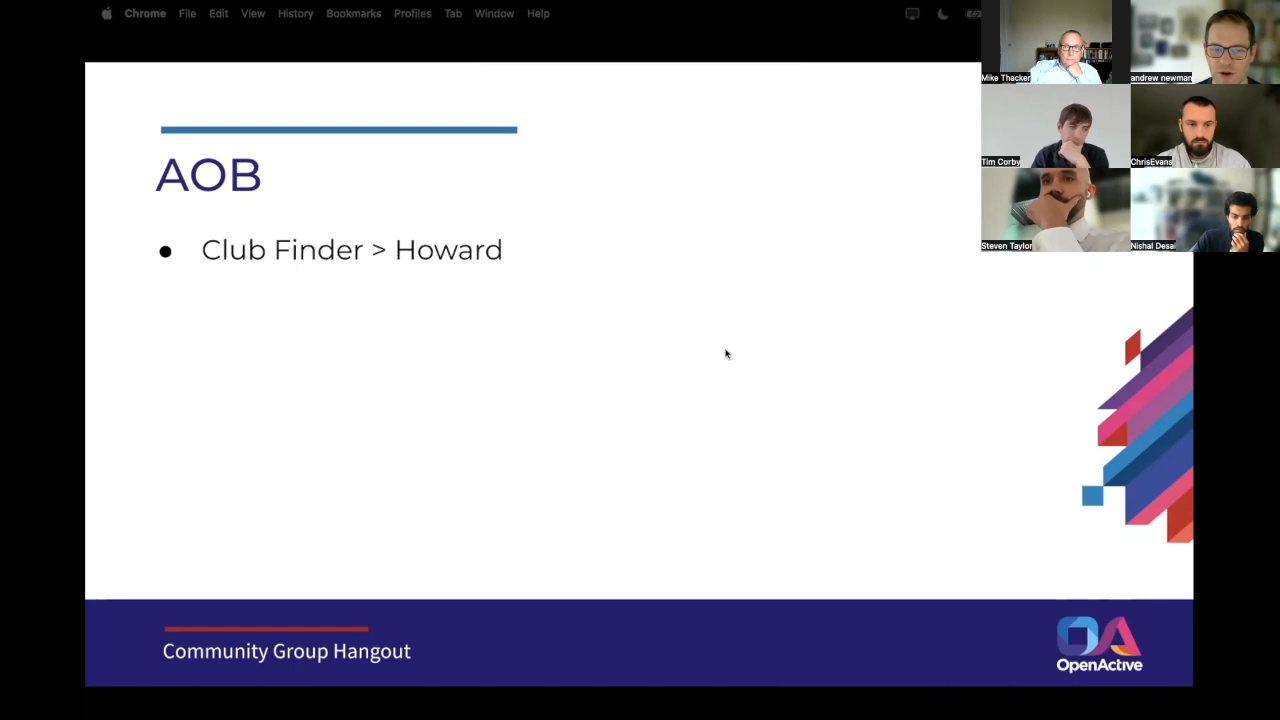 Chrome File Edit View History Bookmarks Profiles Tab Window Help
Mike Thacker
andrew newman
Tim Corby
ChrisEvans
Steven Taylor
Nishal Desai
AOB
● Club Finder > Howard
Community Group Hangout
OpenActive